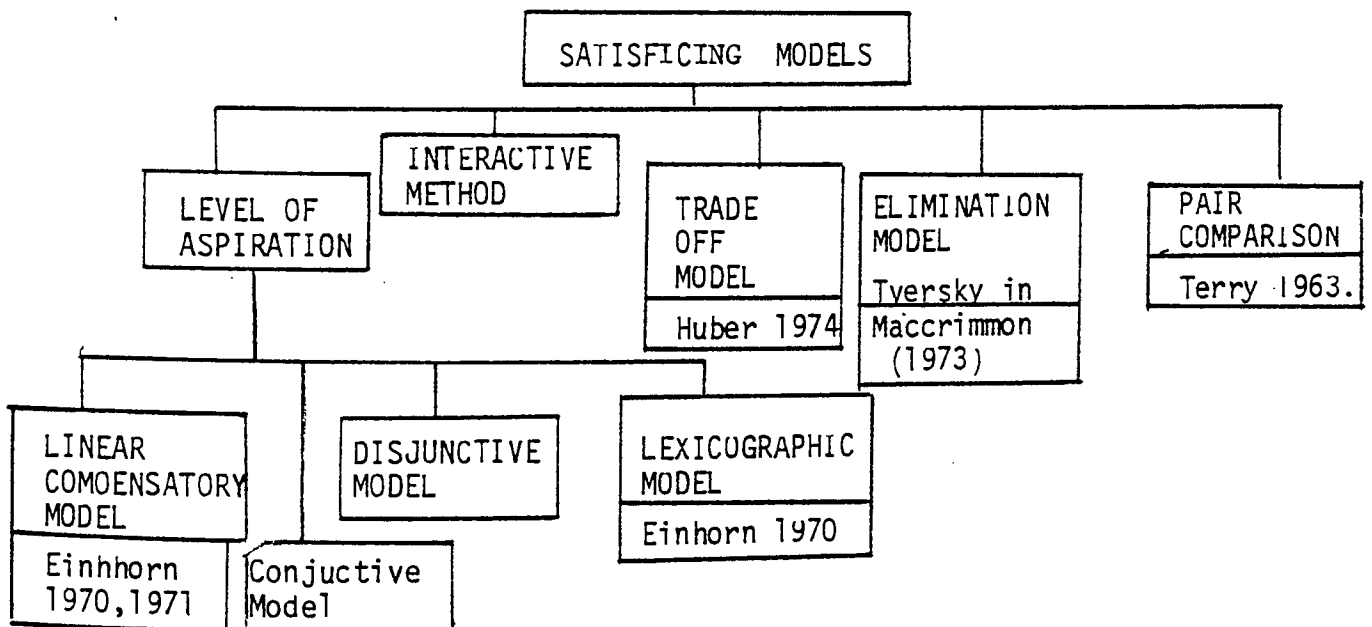 SATISFICING MODELS
INTERACTIVE
METHOD
LEVEL OF
ASPIRATION
TRADE
OFF
MODEL
Huber 1974
ELIMINATION
MODEL
Tversky in
Maccrimmon
(1973)
PAIR
COMPARISON
Terry 1963.
LINEAR
COMOENSATORY
MODEL
Einhhorn
1970,1971
Conjuctive
Model
DISJUNCTIVE
MODEL
LEXICOGRAPHIC
MODEL
Einhorn 1970